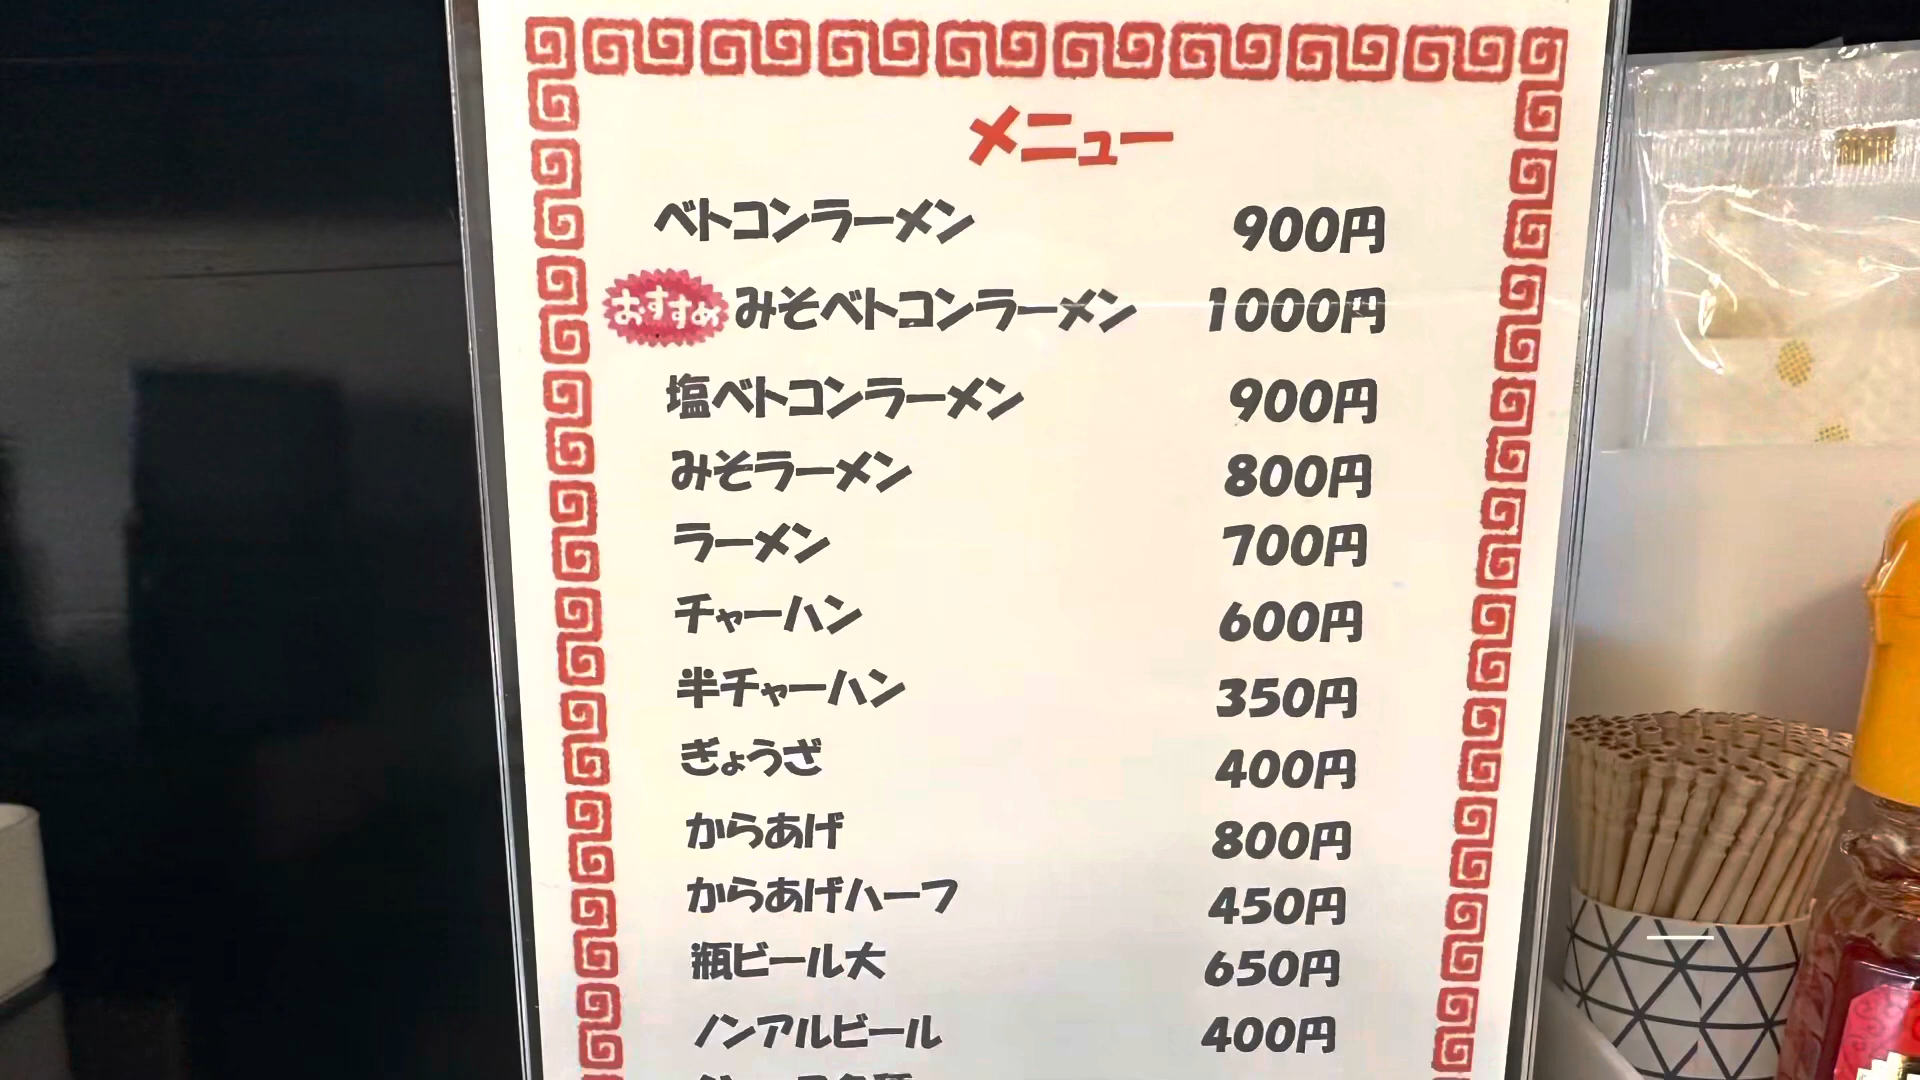 メニュー
ベトコンラーメン 900円
おすすめ みそベトコンラーメン 1000円
塩ベトコンラーメン 900円
みそラーメン 800円
ラーメン 700円
チャーハン 600円
半チャーハン 350円
ぎょうざ 400円
からあげ 800円
からあげハーフ 450円
瓶ビール大 650円
ノンアルビール 400円